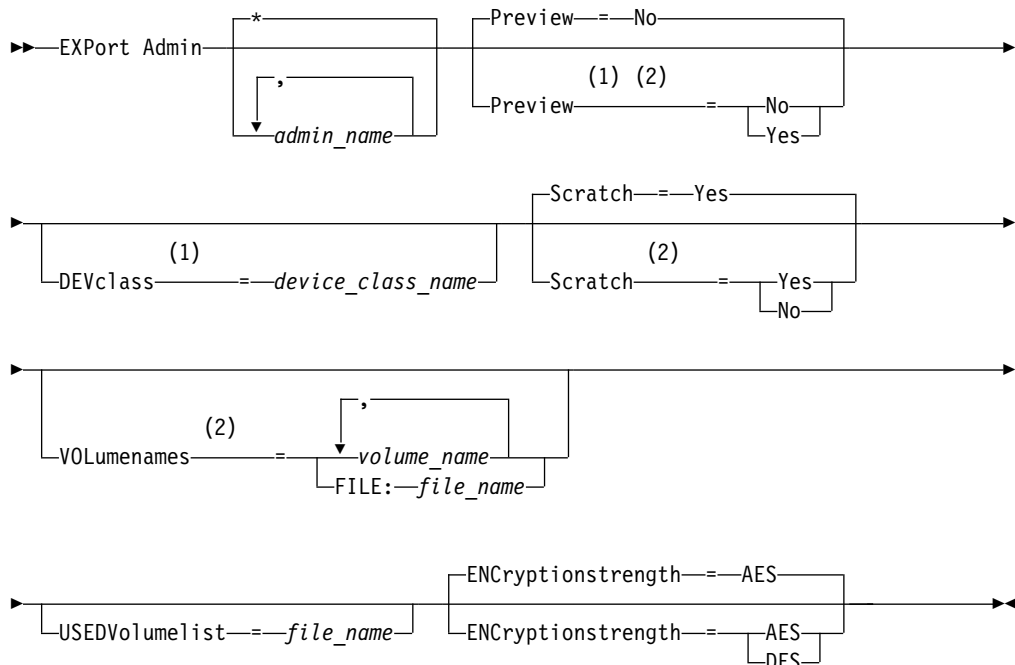 * Preview = No
EXPort Admin
, (1) (2)
Preview = No
admin_name Yes
Scratch = Yes
(1) (2)
DEVclass = device_class_name Scratch = Yes
No
,
(2)
VOLumenames = volume_name
FILE: file_name
ENCryptionstrength = AES
USEDVolumelist = file_name ENCryptionstrength = AES
DES